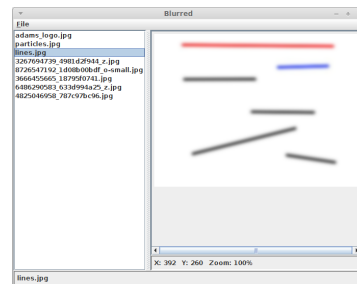 Blurred
File
adams_logo.jpg
particles.jpg
lines.jpg
3267694739_4981d2f944_z.jpg
8726547192_1d08b00bdf_o-small.jpg
3666455665_18795f0741.jpg
6486290583_633d994a25_z.jpg
4825046958_787c97bc96.jpg
X: 392 Y: 260 Zoom: 100%
lines.jpg